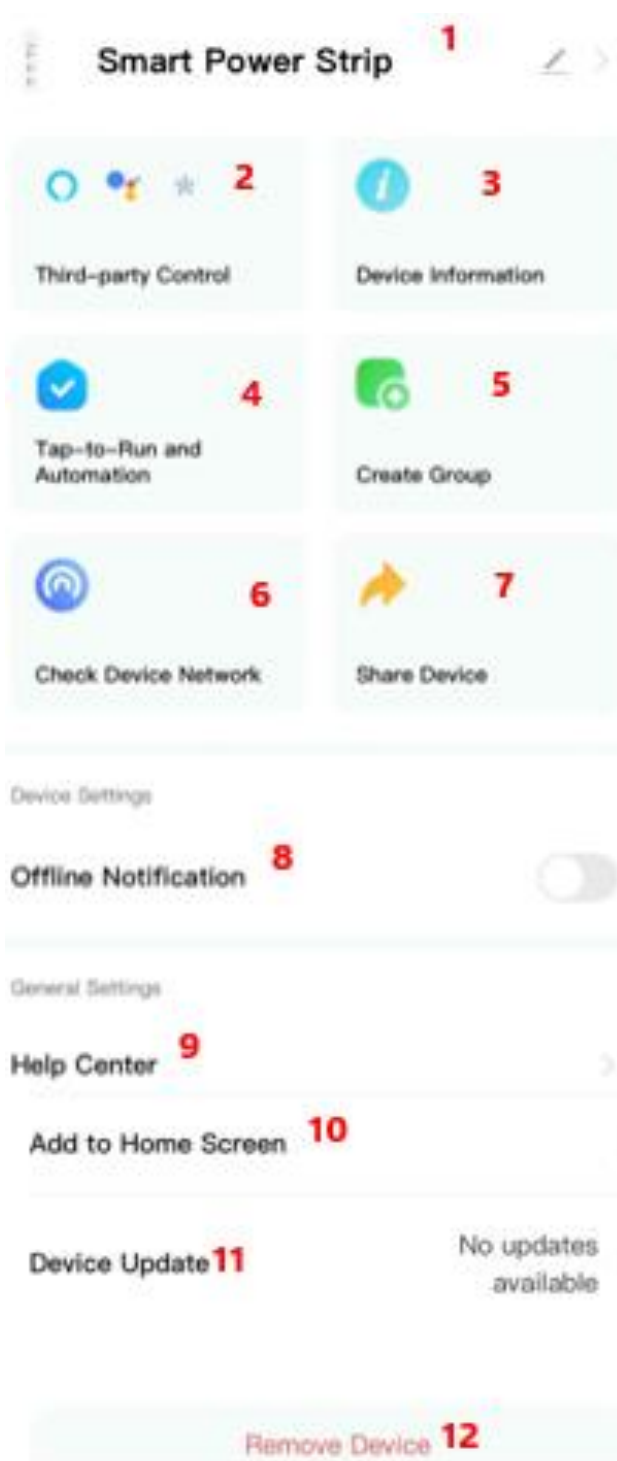 Smart Power Strip 1
2 3
Third-party Control Device Information
4 5
Tap-to-Run and
Automation Create Group
6 7
Check Device Network Share Device
Device Settings
Offline Notification 8
General Settings
Help Center 9
Add to Home Screen 10
Device Update 11 No updates
available
Remove Device 12